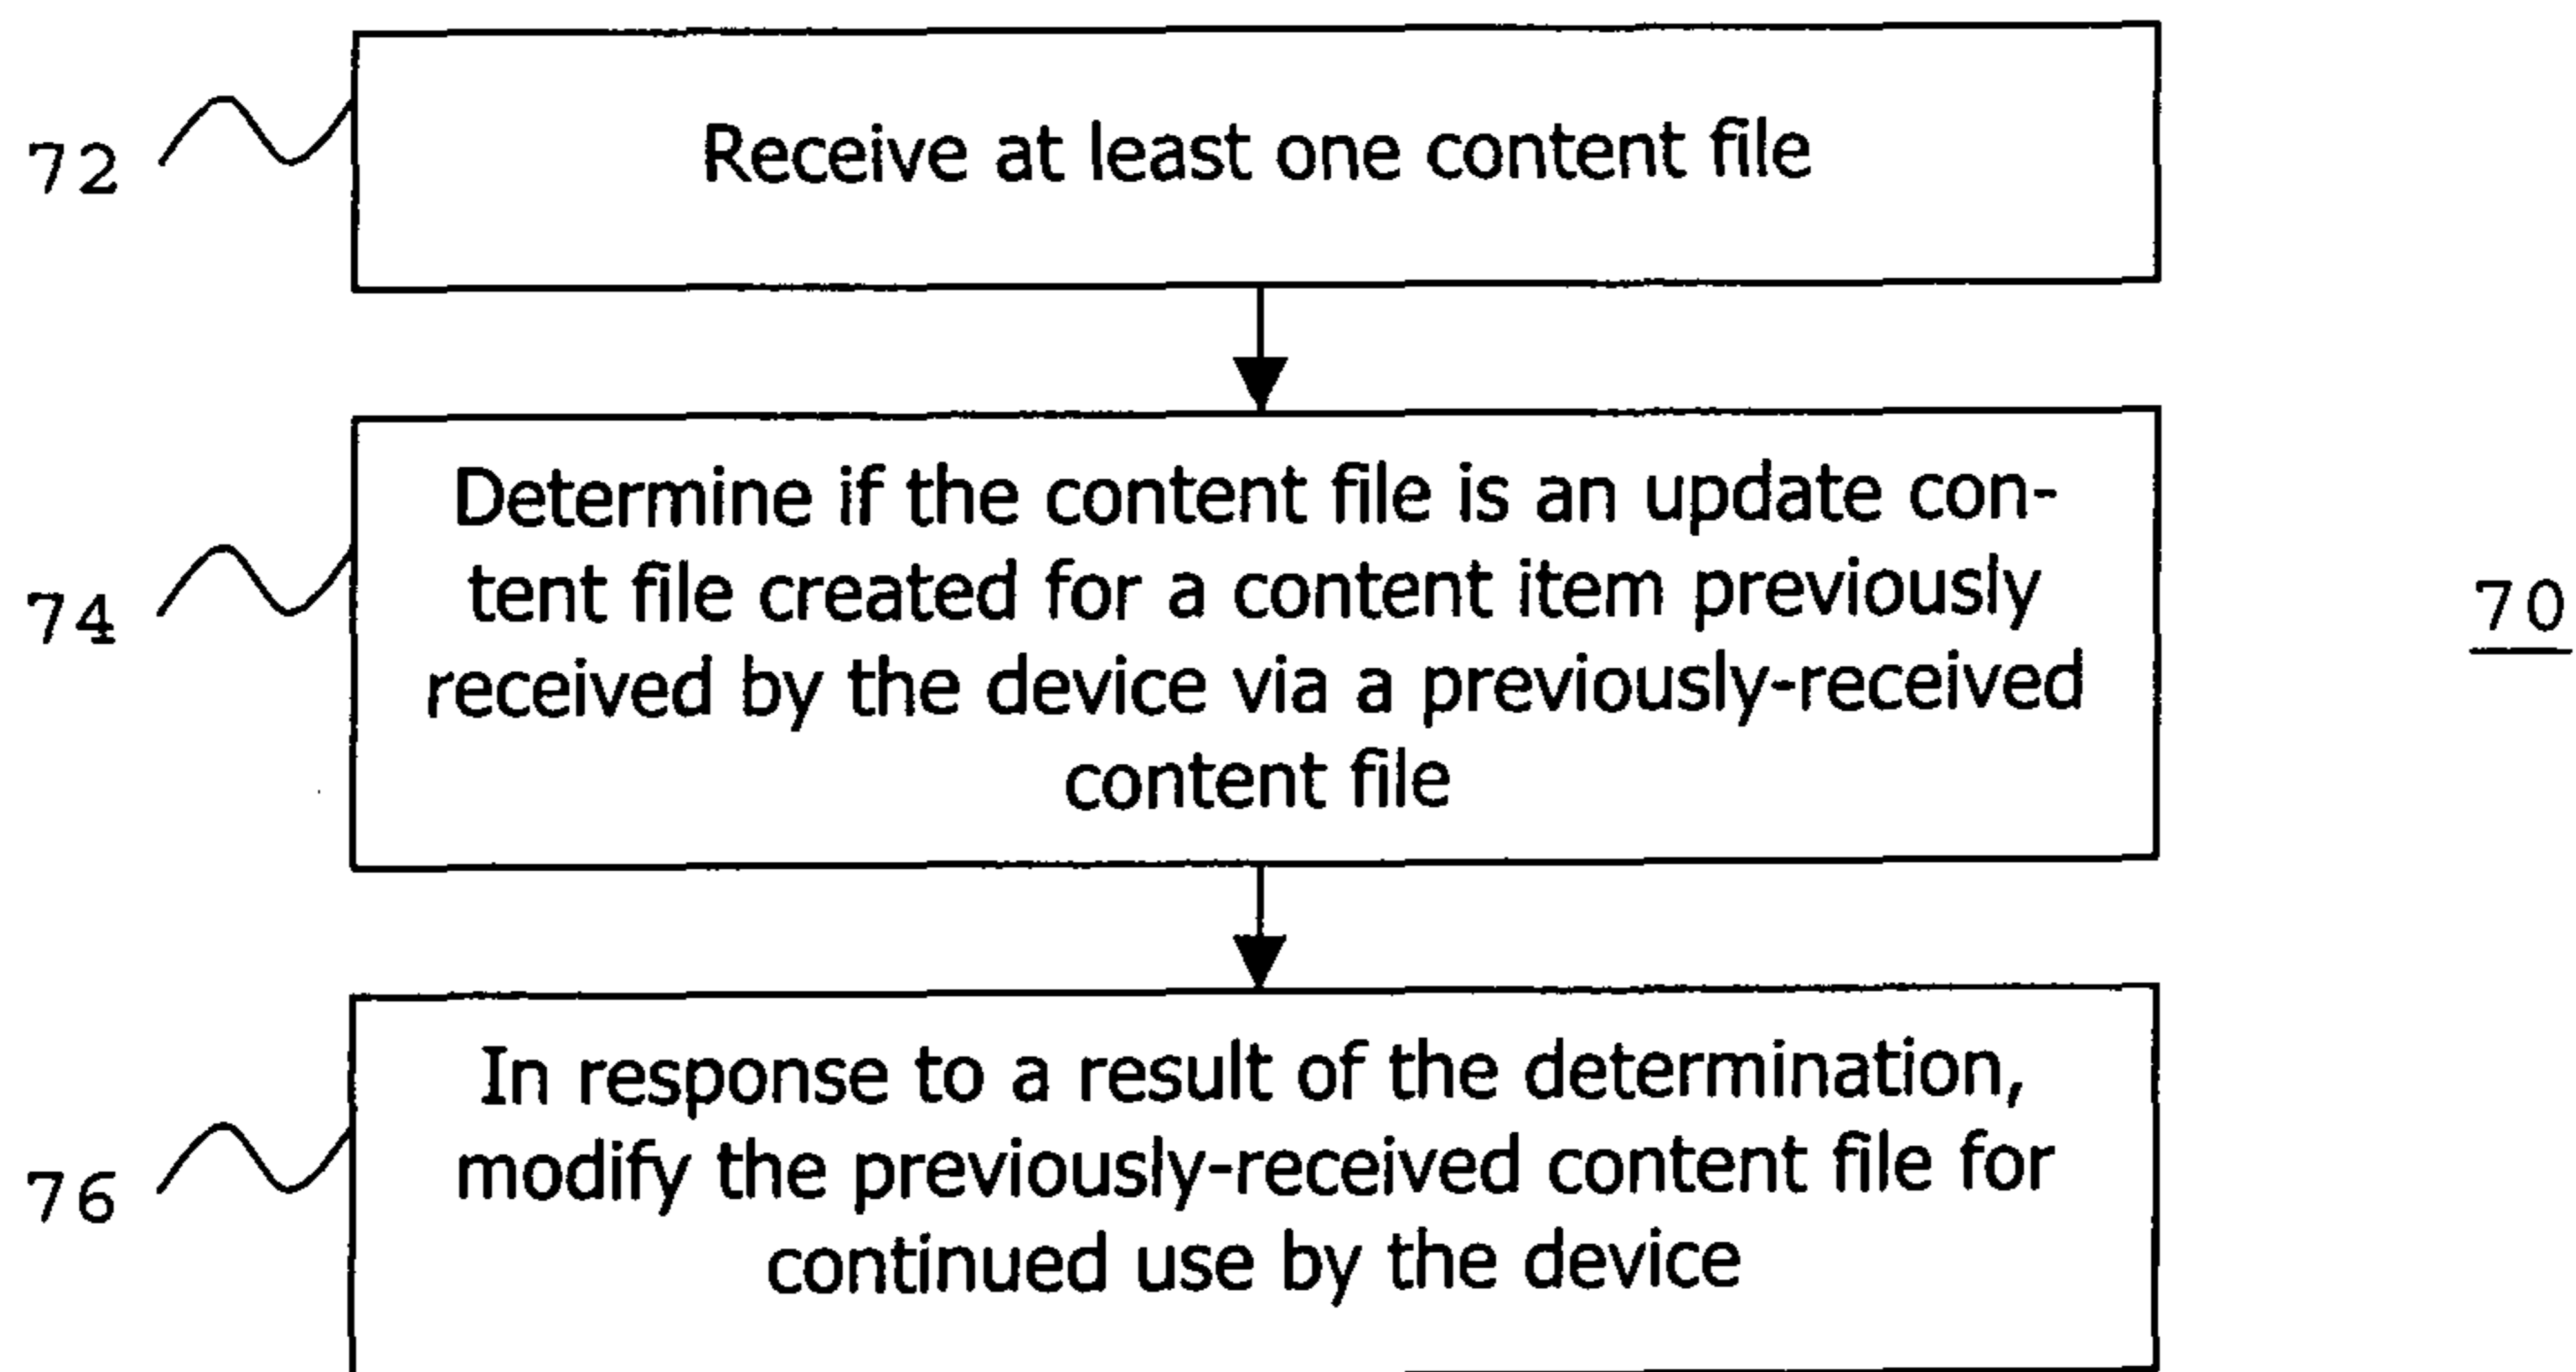 72
Receive at least one content file
74
Determine if the content file is an update con-
tent file created for a content item previously
received by the device via a previously-received
content file
70
76
In response to a result of the determination,
modify the previously-received content file for
continued use by the device